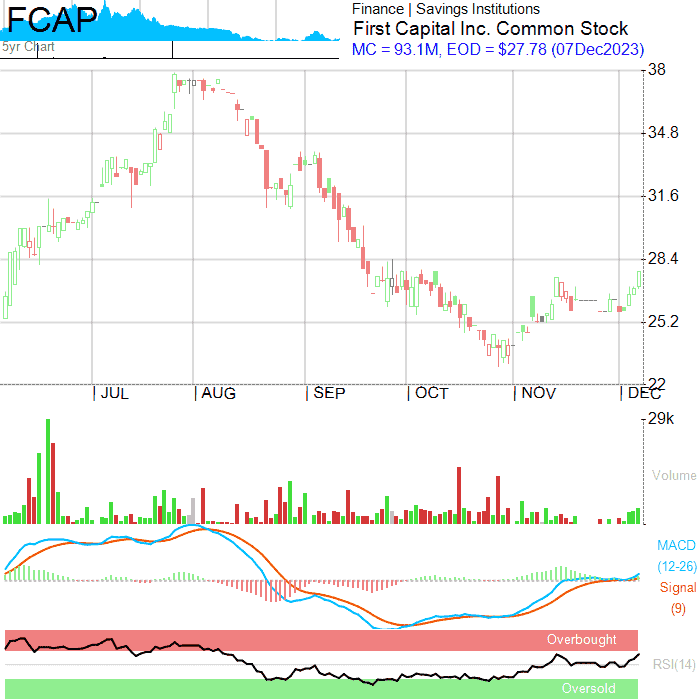 FCAP
5yr Chart
Finance | Savings Institutions
First Capital Inc. Common Stock
MC = 93.1M, EOD = $27.78 (07Dec2023)
38
34.8
31.6
28.4
25.2
22
JUL AUG SEP OCT NOV DEC
29k
Volume
MACD
(12-26)
Signal
(9)
Overbought
RSI(14)
Oversold